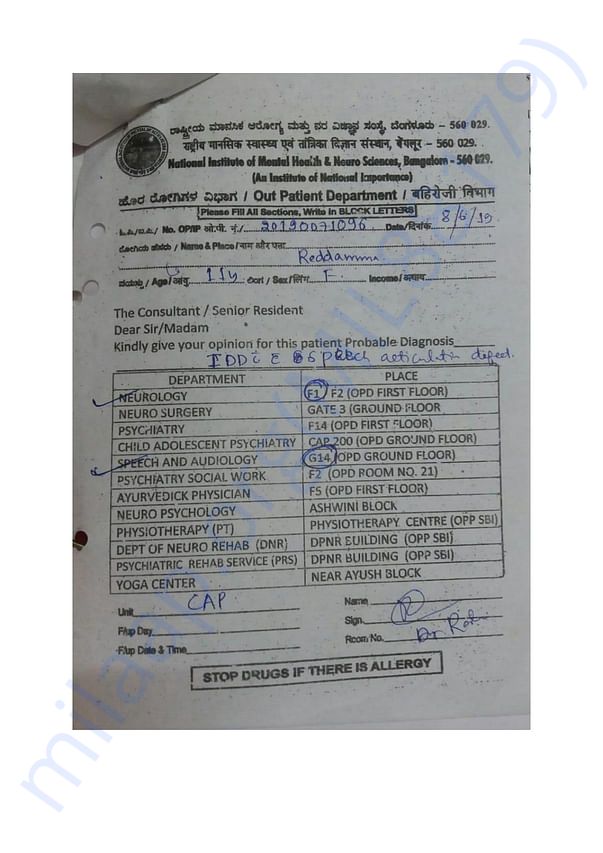 ರಾಷ್ಟ್ರೀಯ ಮಾನಸಿಕ ಆರೋಗ್ಯ ಮತ್ತು ನರ ವಿಜ್ಞಾನ ಸಂಸ್ಥೆ, ಬೆಂಗಳೂರು – 560 029.
राष्ट्रीय मानसिक स्वास्थ्य एवं तांत्रिका विज्ञान संस्थान, बेंगलूर – 560 029.
National Institute of Mental Health & Neuro Sciences, Bangalore - 560 029.
(An Institute of National Importance)
ಹೊರ ರೋಗಿಗಳ ವಿಭಾಗ / Out Patient Department / बहिरोगी विभाग
Please Fill All Sections, Write in BLOCK LETTERS
No. OP/IP ओ.पी. नं./ 20190071096 Date/दिनांक 8/6/19
ರೋಗಿಯ ಹೆಸರು / Name & Place / नाम और पता
Reddamma
ವಯಸ್ಸು / Age / आयु 11y ಲಿಂಗ / Sex / लिंग F Income/
The Consultant / Senior Resident
Dear Sir/Madam
Kindly give your opinion for this patient Probable Diagnosis
speech articulation defect.
DEPARTMENT PLACE
NEUROLOGY F1 F2 (OPD FIRST FLOOR)
NEURO SURGERY GATE 3 (GROUND FLOOR
PSYCHIATRY F14 (OPD FIRST FLOOR)
CHILD ADOLESCENT PSYCHIATRY CAP 200 (OPD GROUND FLOOR)
SPEECH AND AUDIOLOGY G14 (OPD GROUND FLOOR)
PSYCHIATRY SOCIAL WORK F2 (OPD ROOM NO. 21)
AYURVEDICK PHYSICIAN F5 (OPD FIRST FLOOR)
NEURO PSYCHOLOGY ASHWINI BLOCK
PHYSIOTHERAPY (PT) PHYSIOTHERAPY CENTRE (OPP SBI)
DEPT OF NEURO REHAB (DNR) DPNR BUILDING (OPP SBI)
PSYCHIATRIC REHAB SERVICE (PRS) DPNR BUILDING (OPP SBI)
YOGA CENTER NEAR AYUSH BLOCK
Unit CAP Name
F/up Day Sign.
F/up Date & Time Room No. Dr
STOP DRUGS IF THERE IS ALLERGY